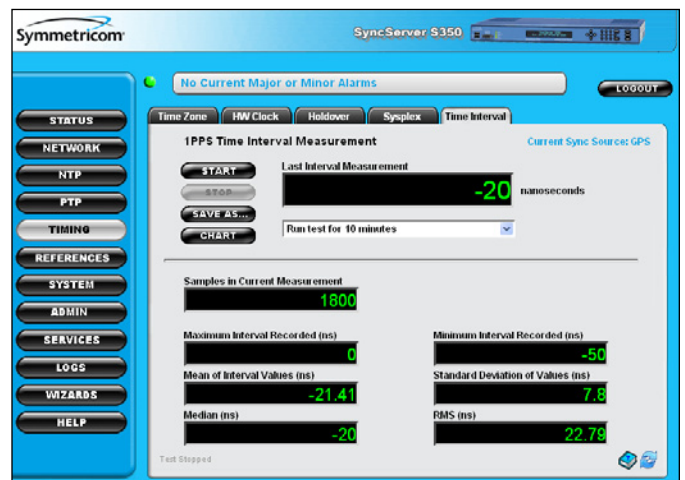 Symmetricom
SyncServer S350
No Current Major or Minor Alarms
LOGOUT
STATUS
NETWORK
NTP
PTP
TIMING
REFERENCES
SYSTEM
ADMIN
SERVICES
LOGS
WIZARDS
HELP
Time Zone
HW Clock
Holdover
Sysplex
Time Interval
1PPS Time Interval Measurement
Current Sync Source: GPS
START
STOP
SAVE AS...
CHART
Last Interval Measurement
-20 nanoseconds
Run test for 10 minutes
Samples in Current Measurement
1800
Maximum Interval Recorded (ns)
0
Minimum Interval Recorded (ns)
-50
Mean of Interval Values (ns)
-21.41
Standard Deviation of Values (ns)
7.8
Median (ns)
-20
RMS (ns)
22.79
Test Stopped